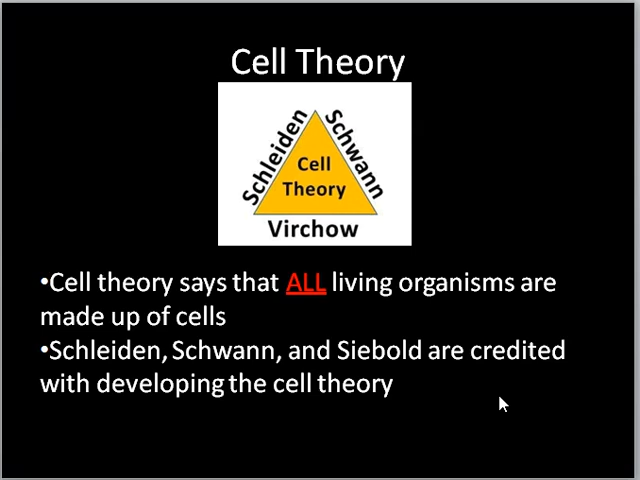 Cell Theory
Schleiden
Schwann
Cell
Theory
Virchow
•Cell theory says that ALL living organisms are
made up of cells
•Schleiden, Schwann, and Siebold are credited
with developing the cell theory